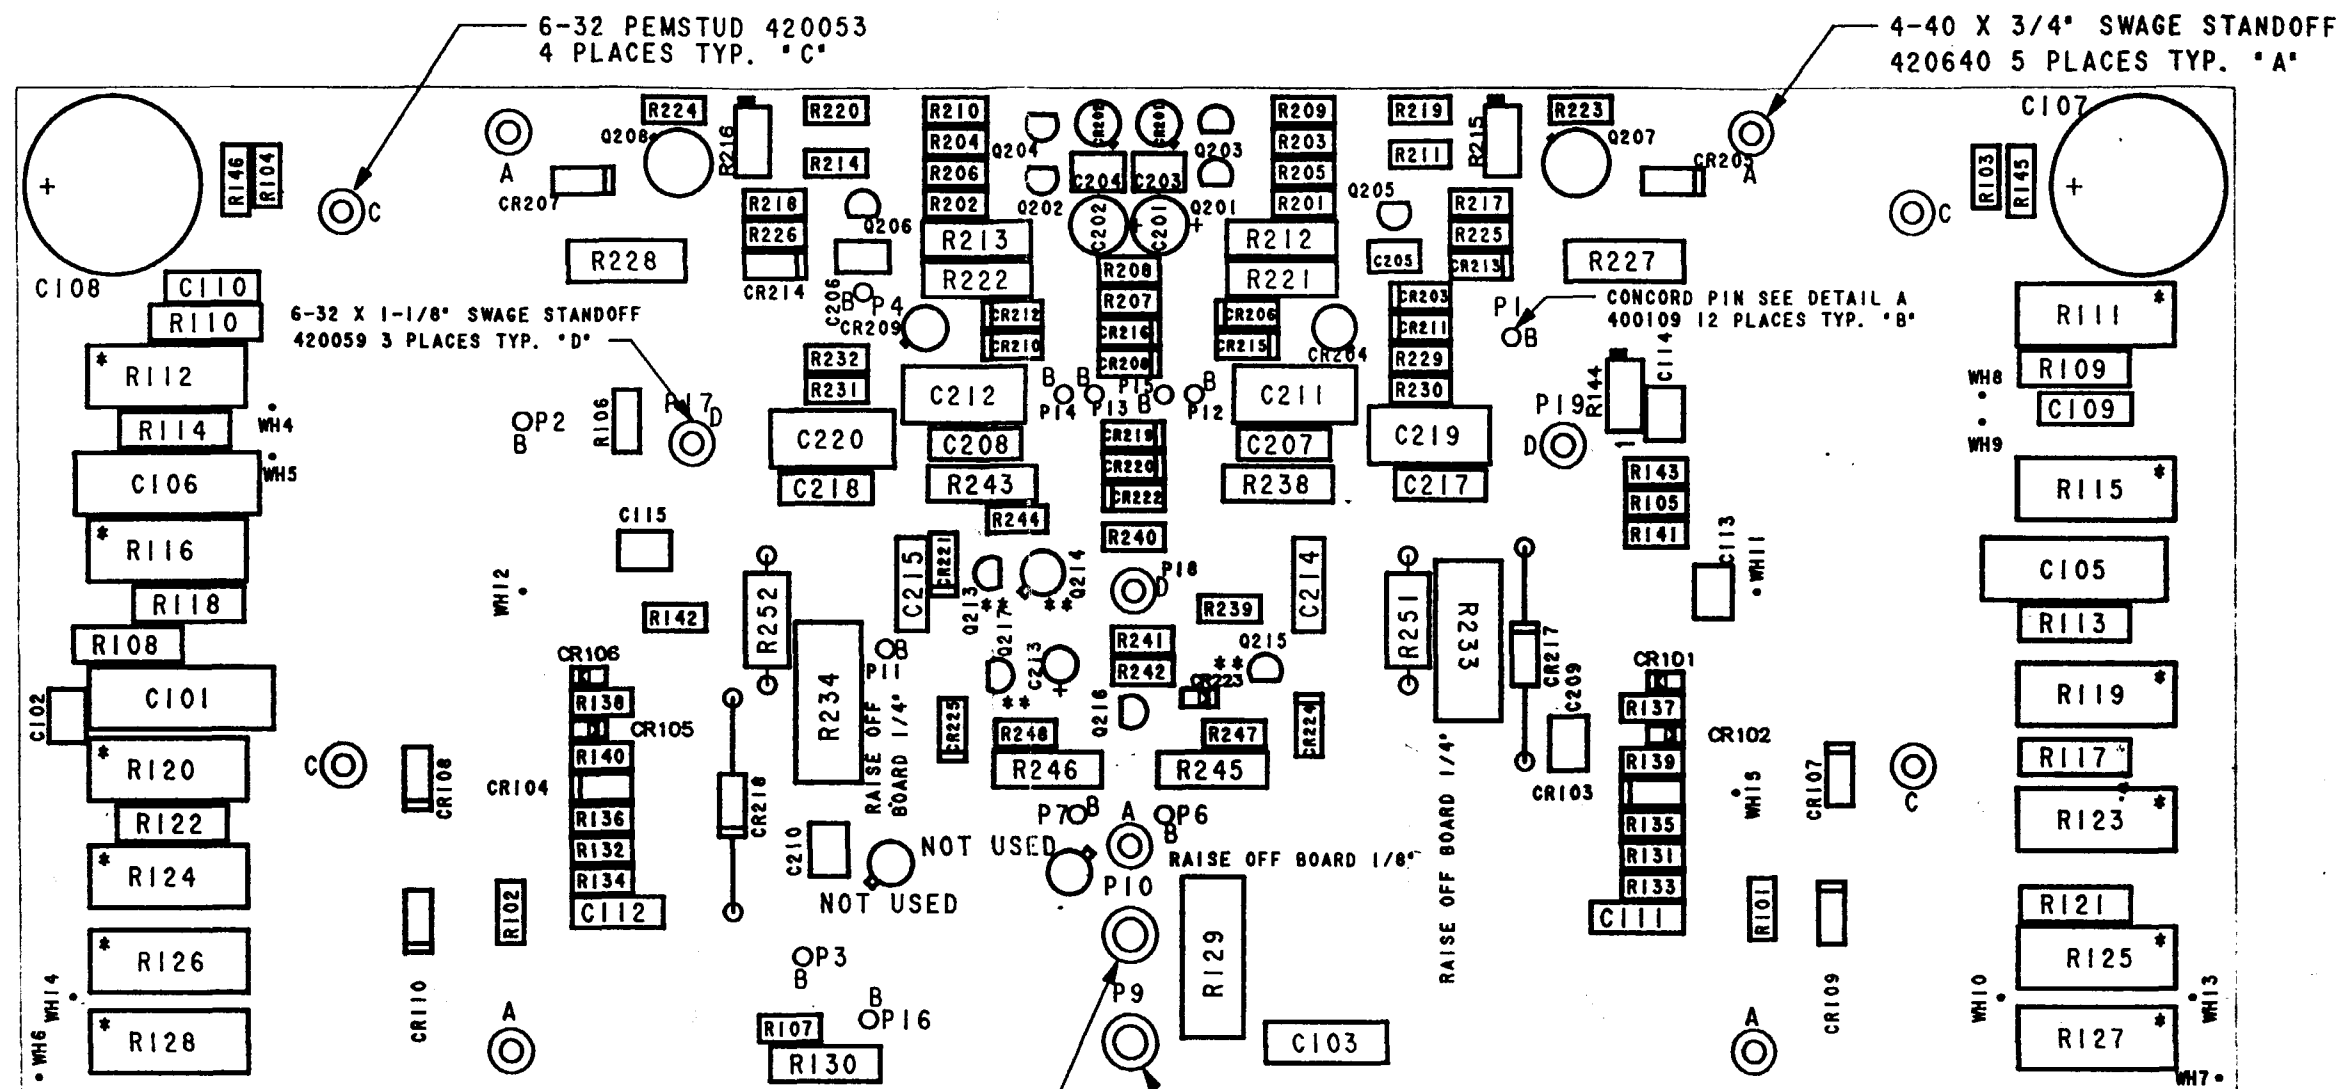 6-32 PEMSTUD 420053
4 PLACES TYP. "C"
4-40 X 3/4" SWAGE STANDOFF
420640 5 PLACES TYP. "A"
C107
C108
+
+
R146
R104
C
A
CR207
R224
Q208
R216
R220
R214
R218
R226
CR214
R228
Q206
C206
B
P4
CR209
R210
R204
R206
R202
R213
R222
CR212
CR210
Q204
Q202
CR202
CR201
C204
C203
C202
C201
+
+
Q203
Q201
R208
R207
CR216
CR208
R209
R203
R205
R201
R212
R221
CR206
CR215
CR204
R219
R211
Q205
C205
R215
R217
R225
CR213
CR203
CR211
R229
R230
R223
Q207
R227
CR205
A
C
R103
R145
C110
R110
6-32 X 1-1/8" SWAGE STANDOFF
420059 3 PLACES TYP. "D"
P1
B
CONCORD PIN SEE DETAIL A
400109 12 PLACES TYP. "B"
* R112
R114
WH4
C106
WH5
* R116
R118
R108
C101
C102
* R120
R122
* R124
* R126
* R128
WH14
WH6
P2
B
R106
P17
D
R232
R231
C220
C218
C212
C208
R243
R244
B
P14
B
P13
P15
B
B
P12
CR219
CR220
CR222
R240
C211
C207
R238
C219
C217
P19
D
R144
1
C114
R143
R105
R141
C113
WH11
R111 *
R109
C109
WH8
WH9
R115 *
C105
R113
R119 *
R117
R123 *
R121
R125 *
R127 *
WH10
WH13
WH7
C115
WH12
R142
R252
R234
C215
CR221
Q213
**
Q217
**
Q214
**
C213
+
P18
D
R239
R241
R242
Q215
**
CR223
Q216
C214
CR224
CR225
R248
R246
R247
R245
P11
B
RAISE OFF
BOARD 1/4"
R251
R233
CR217
C209
RAISE OFF BOARD 1/4"
CR106
R138
CR105
R140
CR104
R136
R132
R134
C112
CR218
C210
CR101
R137
CR102
R139
CR103
R135
R131
R133
C111
WH15
CR107
C
C
CR108
CR110
R102
R101
CR109
P7
B
A
P6
B
NOT USED
NOT USED
RAISE OFF BOARD 1/8"
P10
P9
R129
C103
P3
B
B
P16
R107
R130
A
A